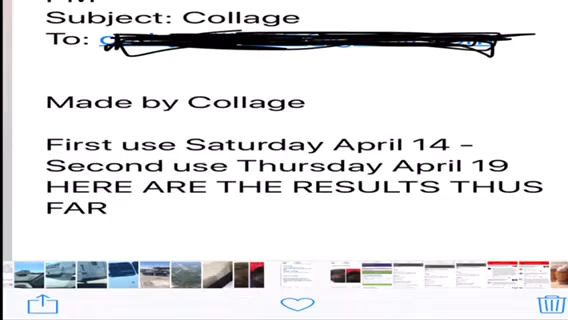 Subject: Collage
To:
Made by Collage
First use Saturday April 14 -
Second use Thursday April 19
HERE ARE THE RESULTS THUS
FAR